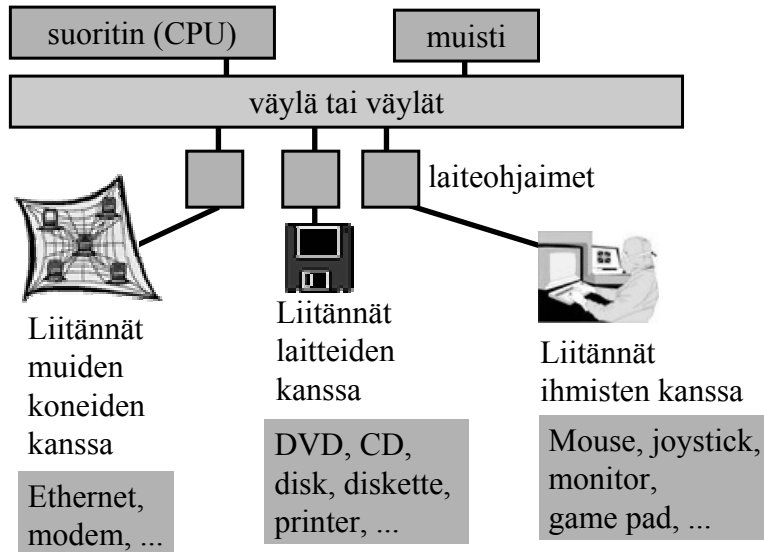 suoritin (CPU)
muisti
väylä tai väylät
laiteohjaimet
Liitännät
muiden
koneiden
kanssa
Ethernet,
modem, ...
Liitännät
laitteiden
kanssa
DVD, CD,
disk, diskette,
printer, ...
Liitännät
ihmisten kanssa
Mouse, joystick,
monitor,
game pad, ...